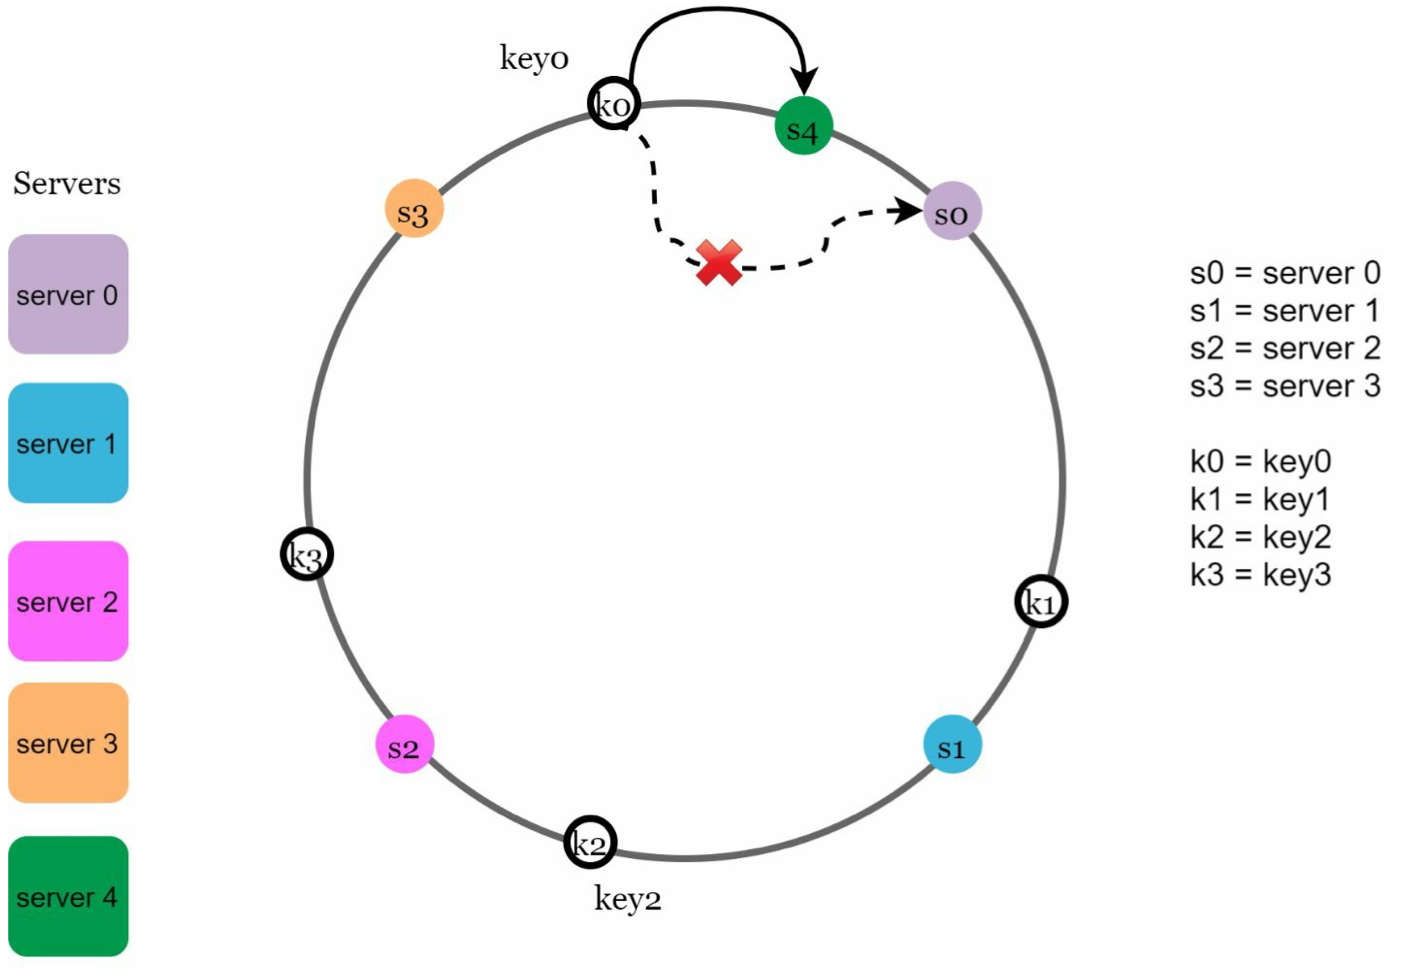 key0
k0
s4
Servers
s3
s0
server 0
s0 = server 0
s1 = server 1
s2 = server 2
s3 = server 3
server 1
k0 = key0
k1 = key1
k2 = key2
k3 = key3
k3
server 2
k1
s2
s1
server 3
k2
key2
server 4